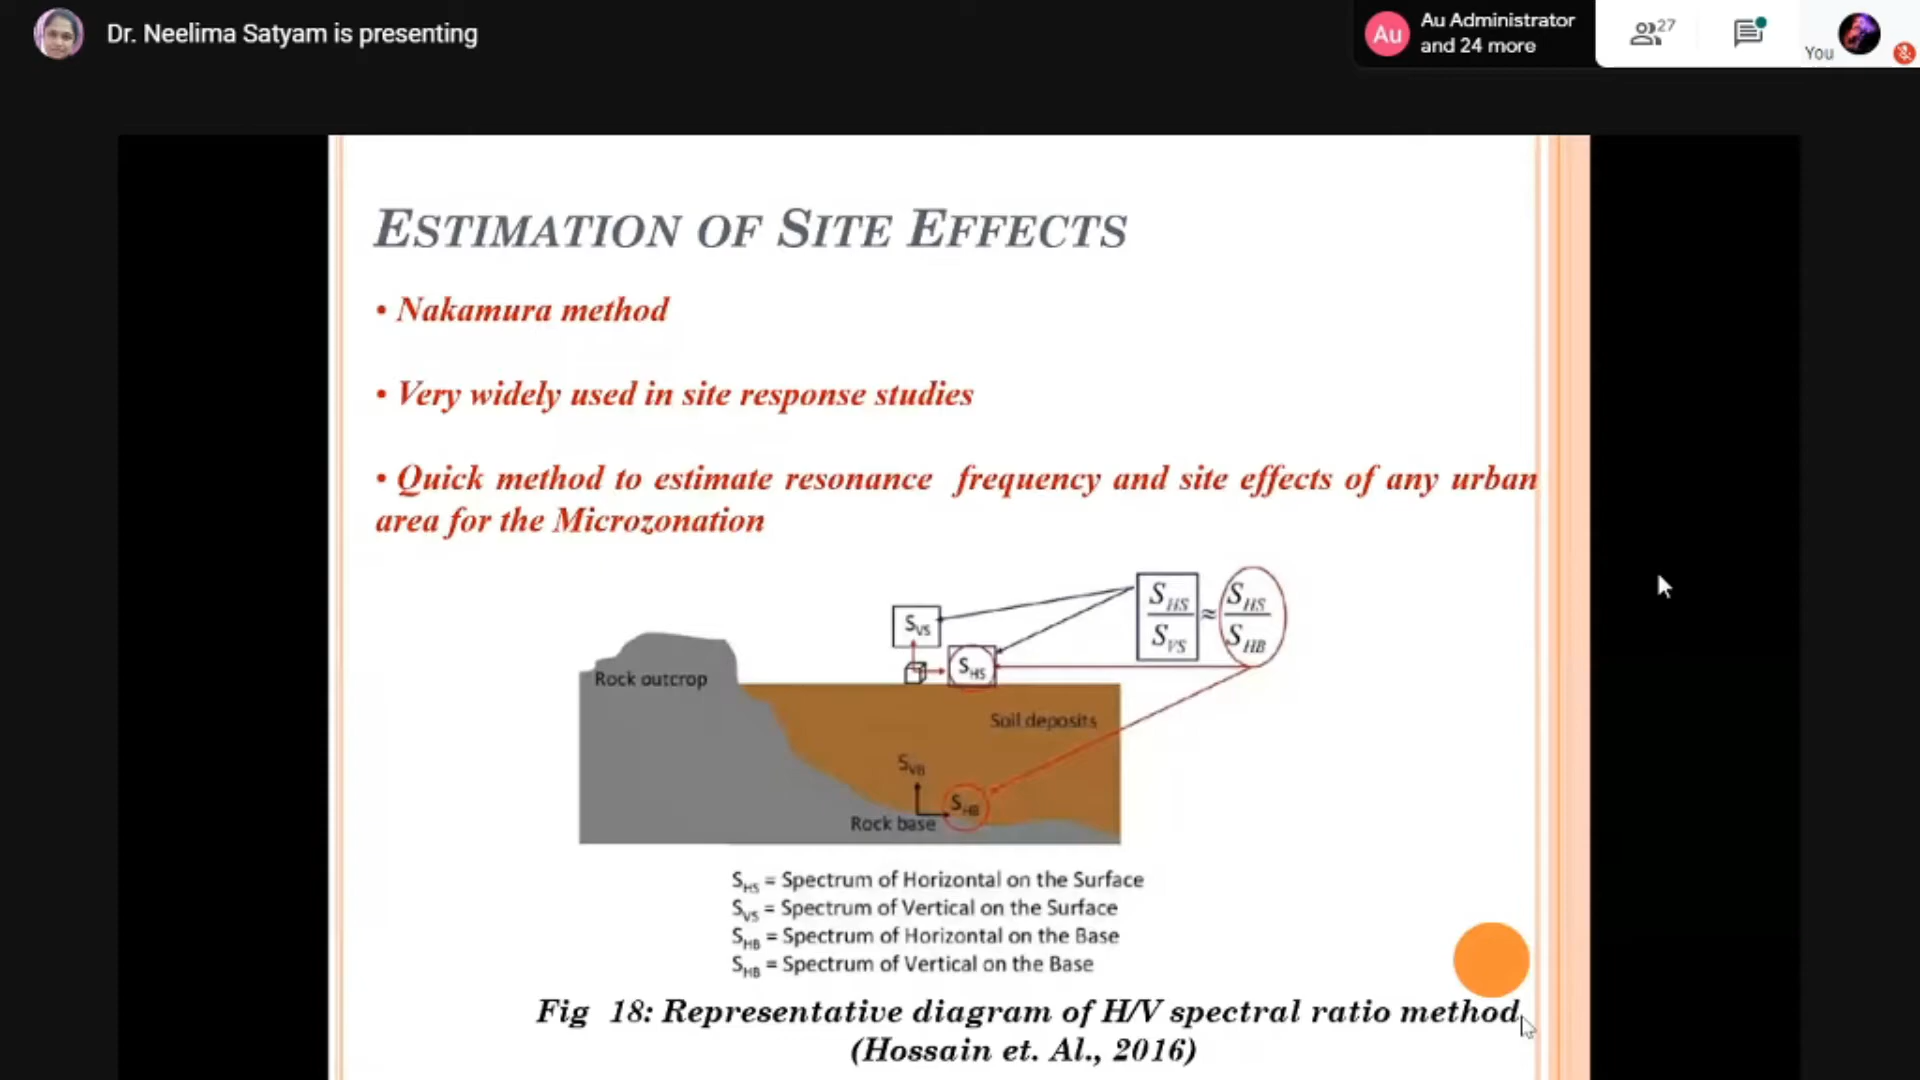 Dr. Neelima Satyam is presenting
Au
Au Administrator
and 24 more
27
You
ESTIMATION OF SITE EFFECTS
• Nakamura method
• Very widely used in site response studies
• Quick method to estimate resonance frequency and site effects of any urban
area for the Microzonation
S_HS / S_VS ≈ S_HS / S_HB
S_VS
S_HS
Rock outcrop
Soil deposits
S_VB
S_HB
Rock base
S_HS = Spectrum of Horizontal on the Surface
S_VS = Spectrum of Vertical on the Surface
S_HB = Spectrum of Horizontal on the Base
S_HB = Spectrum of Vertical on the Base
Fig 18: Representative diagram of H/V spectral ratio method
(Hossain et. Al., 2016)